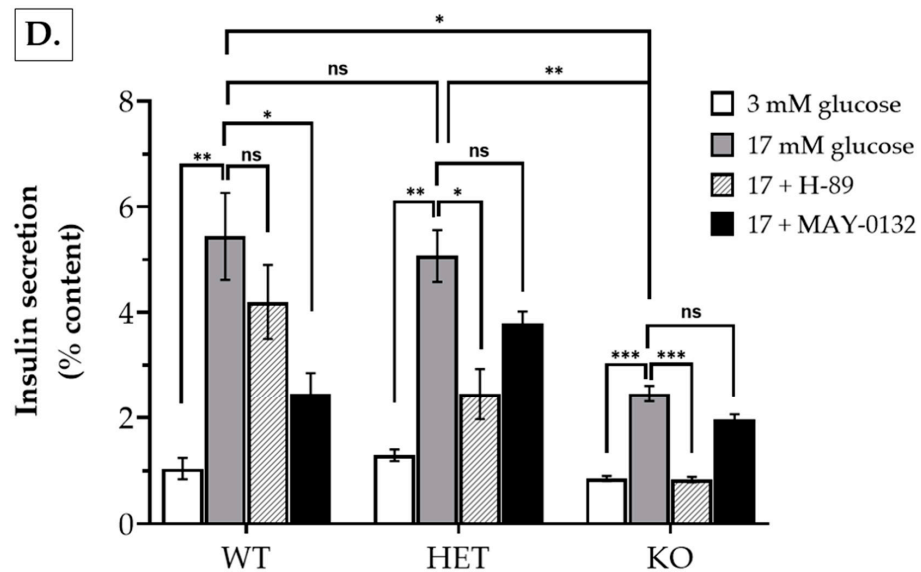 D.
*
ns
**
8
*
** ns
ns
** *
6
4
ns
*** ***
2
0
Insulin secretion
(% content)
WT HET KO
3 mM glucose
17 mM glucose
17 + H-89
17 + MAY-0132